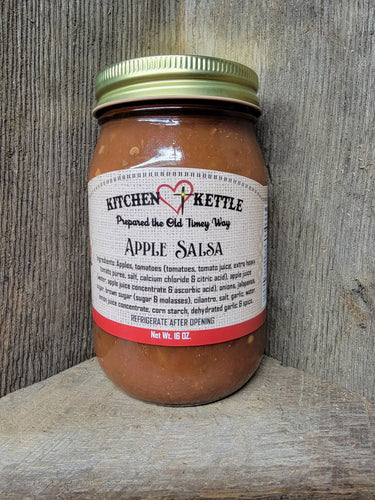 KITCHEN KETTLE
Prepared the Old Timey Way
APPLE SALSA
Ingredients: Apples, tomatoes (tomatoes, tomato juice, extra heavy
tomato puree, salt, calcium chloride & citric acid), apple juice
water, apple juice concentrate & ascorbic acid), onions, jalapenos,
brown sugar (sugar & molasses), cilantro, salt, garlic, water,
lemon juice concentrate, corn starch, dehydrated garlic & spice.
REFRIGERATE AFTER OPENING
Net Wt. 16 OZ.